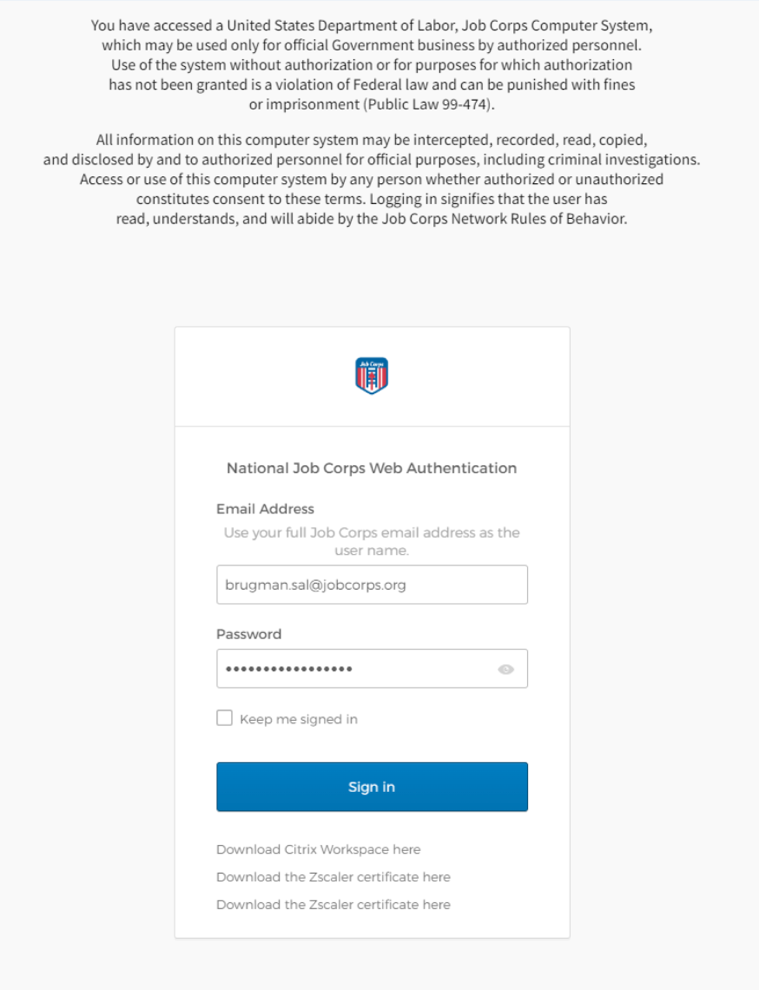 You have accessed a United States Department of Labor, Job Corps Computer System,
which may be used only for official Government business by authorized personnel.
Use of the system without authorization or for purposes for which authorization
has not been granted is a violation of Federal law and can be punished with fines
or imprisonment (Public Law 99-474).
All information on this computer system may be intercepted, recorded, read, copied,
and disclosed by and to authorized personnel for official purposes, including criminal investigations.
Access or use of this computer system by any person whether authorized or unauthorized
constitutes consent to these terms. Logging in signifies that the user has
read, understands, and will abide by the Job Corps Network Rules of Behavior.
Job Corps
National Job Corps Web Authentication
Email Address
Use your full Job Corps email address as the
user name.
brugman.sal@jobcorps.org
Password
•••••••••••••••••
Keep me signed in
Sign in
Download Citrix Workspace here
Download the Zscaler certificate here
Download the Zscaler certificate here